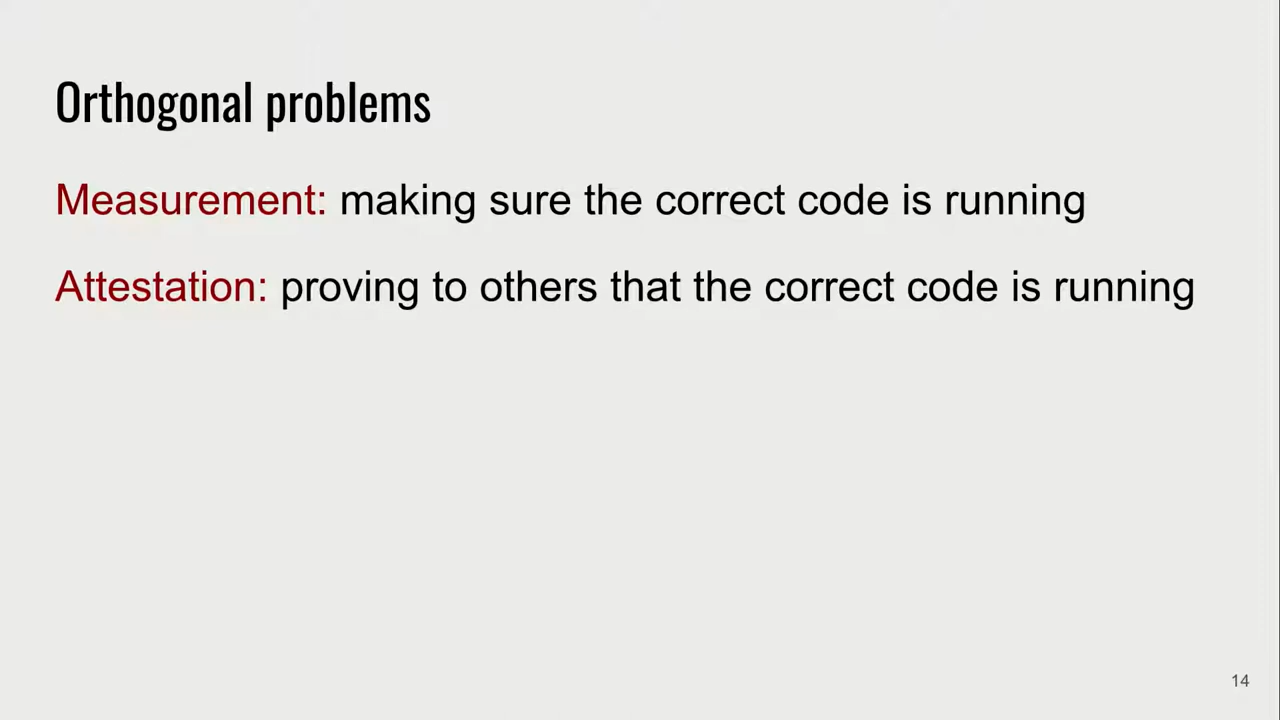 Orthogonal problems
Measurement: making sure the correct code is running
Attestation: proving to others that the correct code is running
14